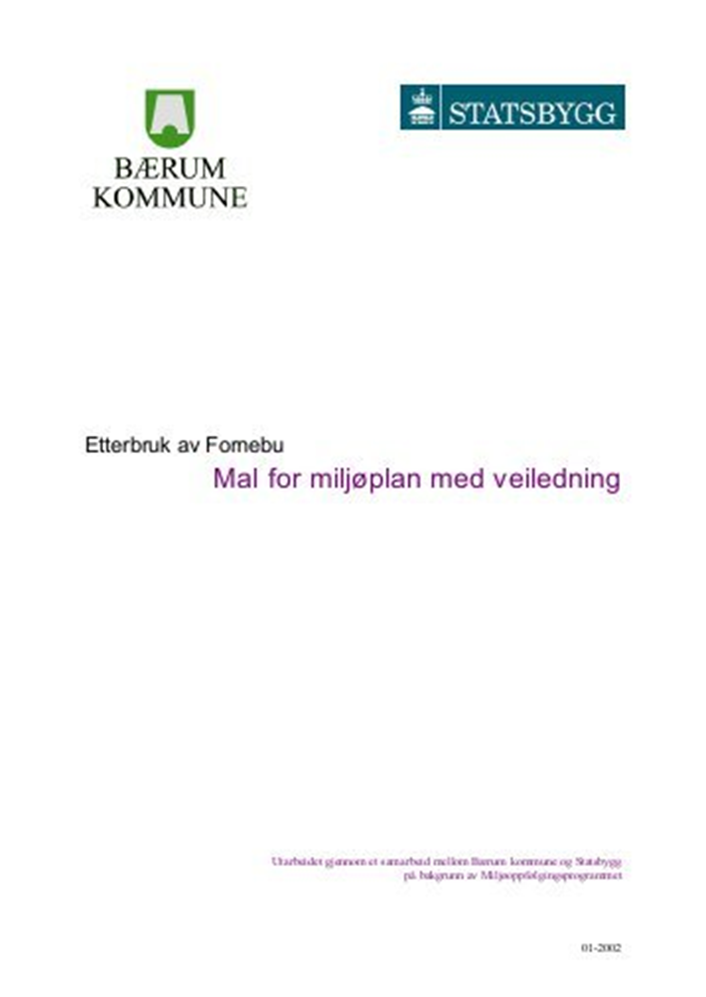 BÆRUM
KOMMUNE
STATSBYGG
Etterbruk av Fornebu
Mal for miljøplan med veiledning
Utarbeidet gjennom et samarbeid mellom Bærum kommune og Statsbygg
på bakgrunn av Miljøoppfølgingsprogrammet
01-2002